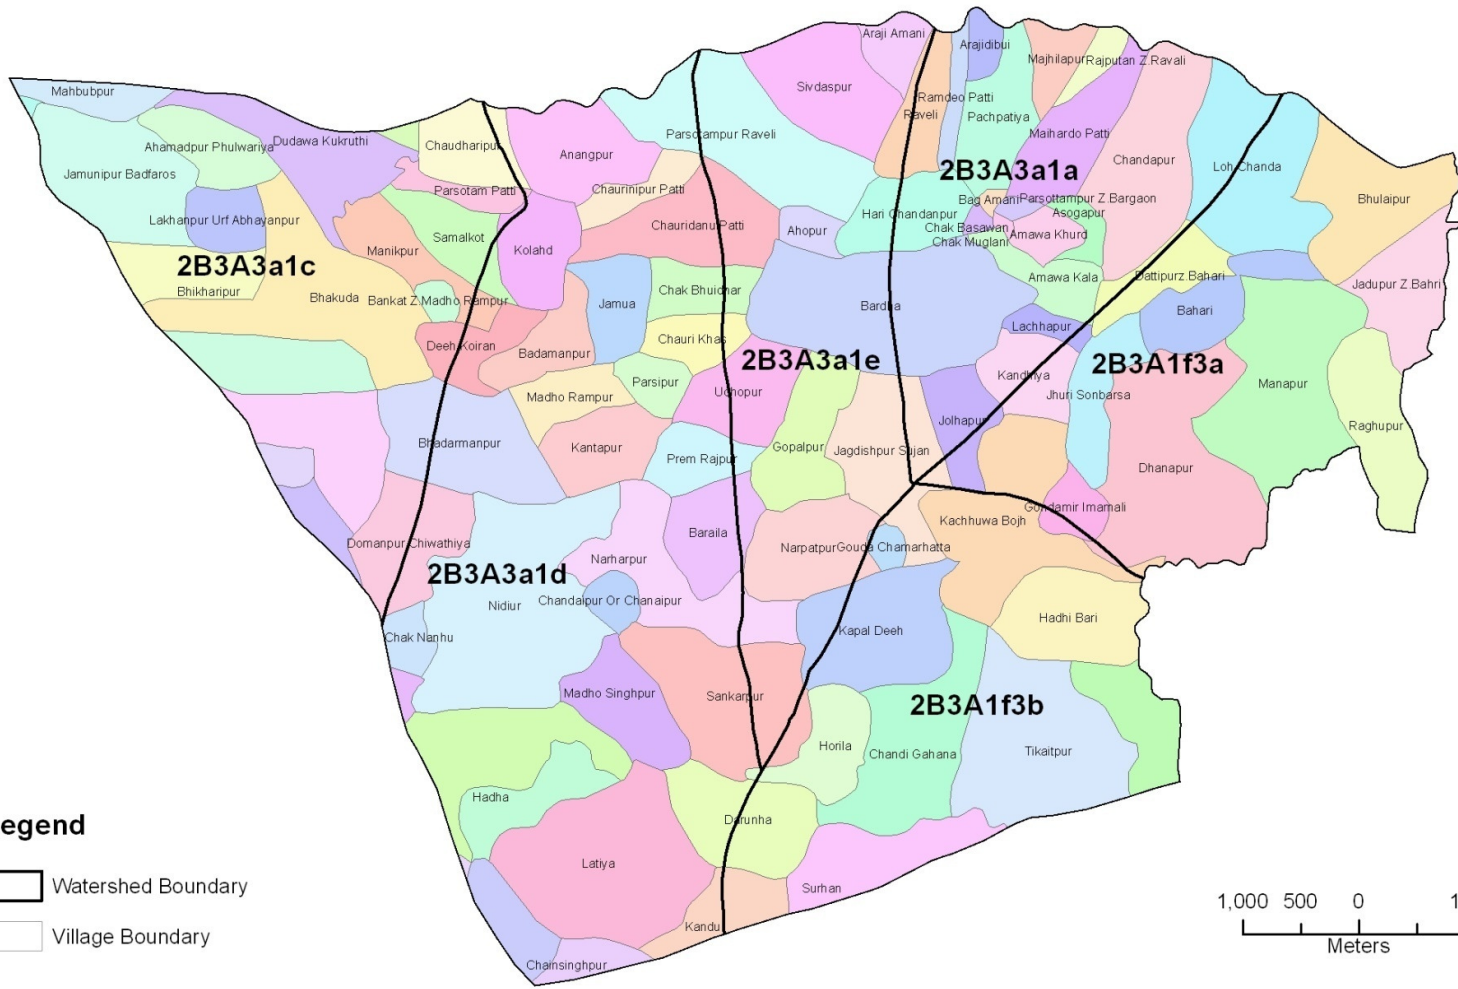 Araji Amani
Arajidibui
Mahbubpur
Sivdaspur
Majhilapur
Rajputan Z.Ravali
Ramdeo Patti
Raveli
Pachpatiya
Parsotampur Raveli
Maihardo Patti
Dudawa Kukruthi
Ahamadpur Phulwariya
Chaudharipur
Anangpur
Chandapur
Loh Chanda
2B3A3a1a
Jamunipur Badfaros
Parsotam Patti
Chaurinipur Patti
Bag Amani
Parsottampur Z Bargaon
Bhulaipur
Lakhanpur Urf Abhayanpur
Hari Chandanpur
Asogapur
Chauridanu Patti
Ahopur
Chak Basawan
Amawa Khurd
Chak Muglani
Samalkot
Manikpur
Kolahd
2B3A3a1c
Amawa Kala
Dattipurz Bahari
Jadupur Z Bahri
Bhikharipur
Bhakuda
Bankat Z Madho Rampur
Jamua
Chak Bhuidhar
Bardha
Bahari
Lachhapur
Deeh Koiran
Badamanpur
Chauri Khas
2B3A3a1e
2B3A1f3a
Kandhiya
Parsipur
Uchopur
Jhuri Sonbarsa
Manapur
Madho Rampur
Jolhapur
Raghupur
Bhadarmanpur
Kantapur
Gopalpur
Jagdishpur Sujan
Prem Rajpur
Dhanapur
Gondamir Imamali
Kachhuwa Bojh
Baraila
Domanpur Chiwathiya
Narpatpur
Gouda Chamarhatta
Narharpur
2B3A3a1d
Nidiur
Chandaipur Or Chanaipur
Hadhi Bari
Chak Nanhu
Kapal Deeh
Madho Singhpur
Sankarpur
2B3A1f3b
Horila
Chandi Gahana
Tikaitpur
Hadha
Darunha
egend
Latiya
Watershed Boundary
Surhan
1,000 500 0 1
Kandu
Village Boundary
Meters
Chainsinghpur